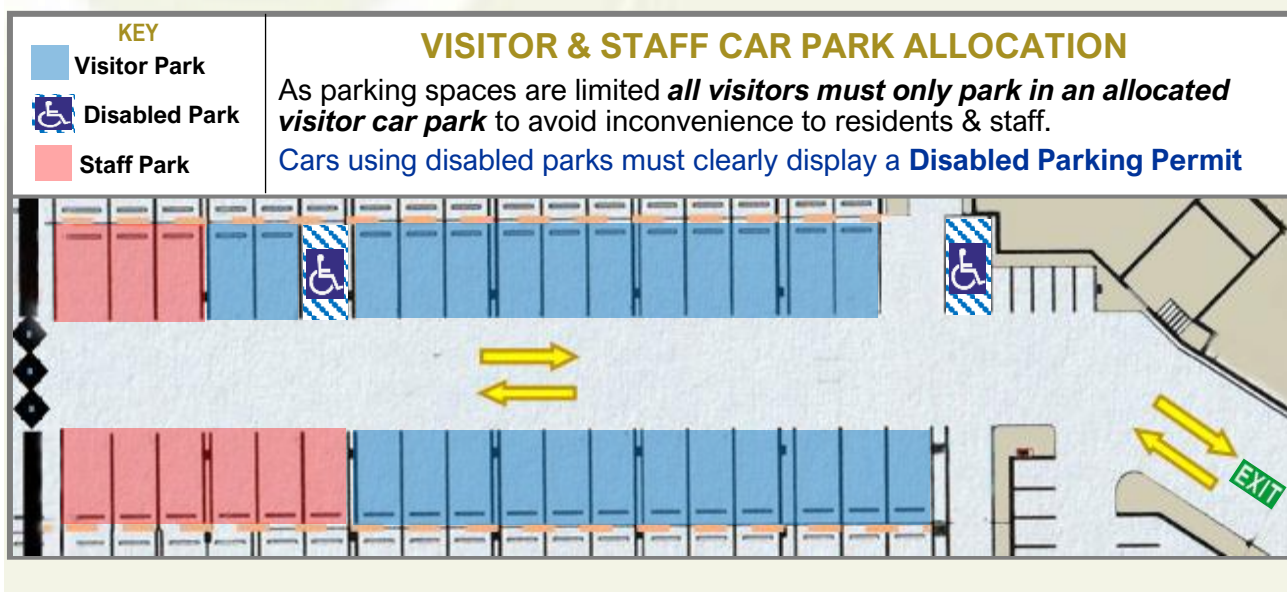 KEY
Visitor Park
Disabled Park
Staff Park
VISITOR & STAFF CAR PARK ALLOCATION
As parking spaces are limited all visitors must only park in an allocated
visitor car park to avoid inconvenience to residents & staff.
Cars using disabled parks must clearly display a Disabled Parking Permit
EXIT